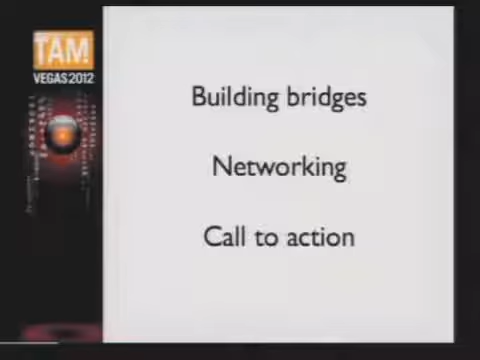 TAM!
VEGAS 2012
Building bridges
Networking
Call to action